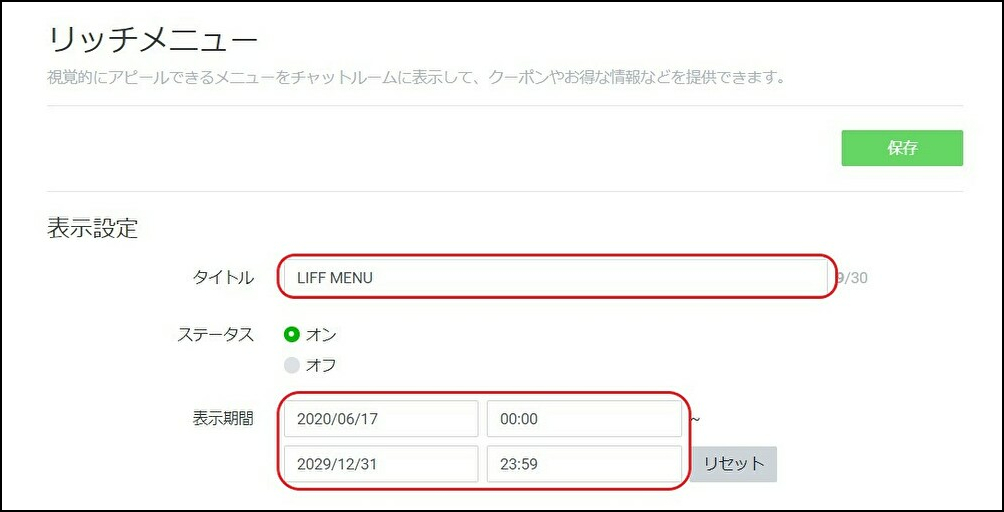 リッチメニュー
視覚的にアピールできるメニューをチャットルームに表示して、クーポンやお得な情報などを提供できます。
保存
表示設定
タイトル LIFF MENU 9/30
ステータス オン
オフ
表示期間 2020/06/17 00:00 ~
2029/12/31 23:59 リセット